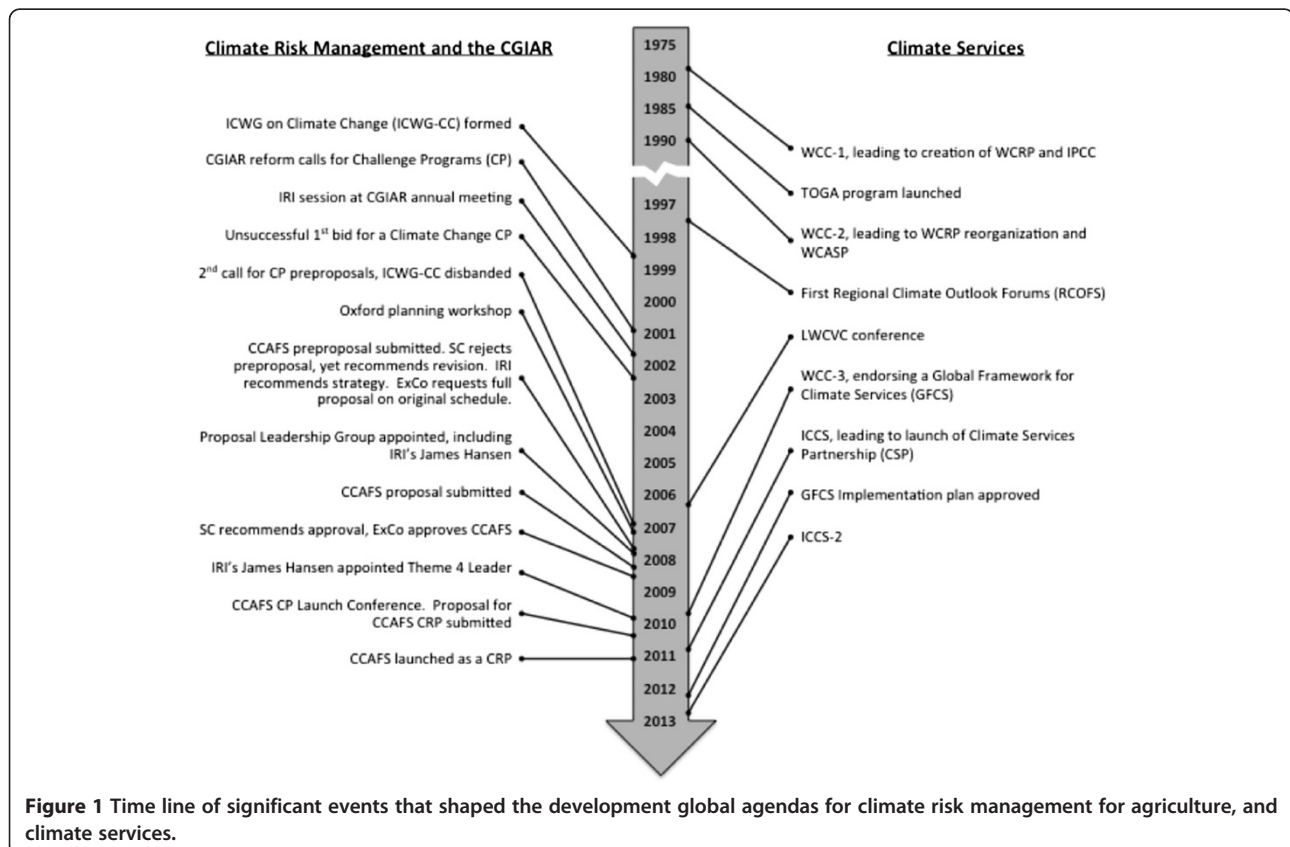 Climate Risk Management and the CGIAR
ICWG on Climate Change (ICWG-CC) formed
CGIAR reform calls for Challenge Programs (CP)
IRI session at CGIAR annual meeting
Unsuccessful 1st bid for a Climate Change CP
2nd call for CP preproposals, ICWG-CC disbanded
Oxford planning workshop
CCAFS preproposal submitted. SC rejects
preproposal, yet recommends revision. IRI
recommends strategy. ExCo requests full
proposal on original schedule.
Proposal Leadership Group appointed, including
IRI's James Hansen
CCAFS proposal submitted
SC recommends approval, ExCo approves CCAFS
IRI's James Hansen appointed Theme 4 Leader
CCAFS CP Launch Conference. Proposal for
CCAFS CRP submitted
CCAFS launched as a CRP
1975
1980
1985
1990
1997
1998
1999
2000
2001
2002
2003
2004
2005
2006
2007
2008
2009
2010
2011
2012
2013
Climate Services
WCC-1, leading to creation of WCRP and IPCC
TOGA program launched
WCC-2, leading to WCRP reorganization and
WCASP
First Regional Climate Outlook Forums (RCOFS)
LWCVC conference
WCC-3, endorsing a Global Framework for
Climate Services (GFCS)
ICCS, leading to launch of Climate Services
Partnership (CSP)
GFCS Implementation plan approved
ICCS-2
Figure 1 Time line of significant events that shaped the development global agendas for climate risk management for agriculture, and
climate services.